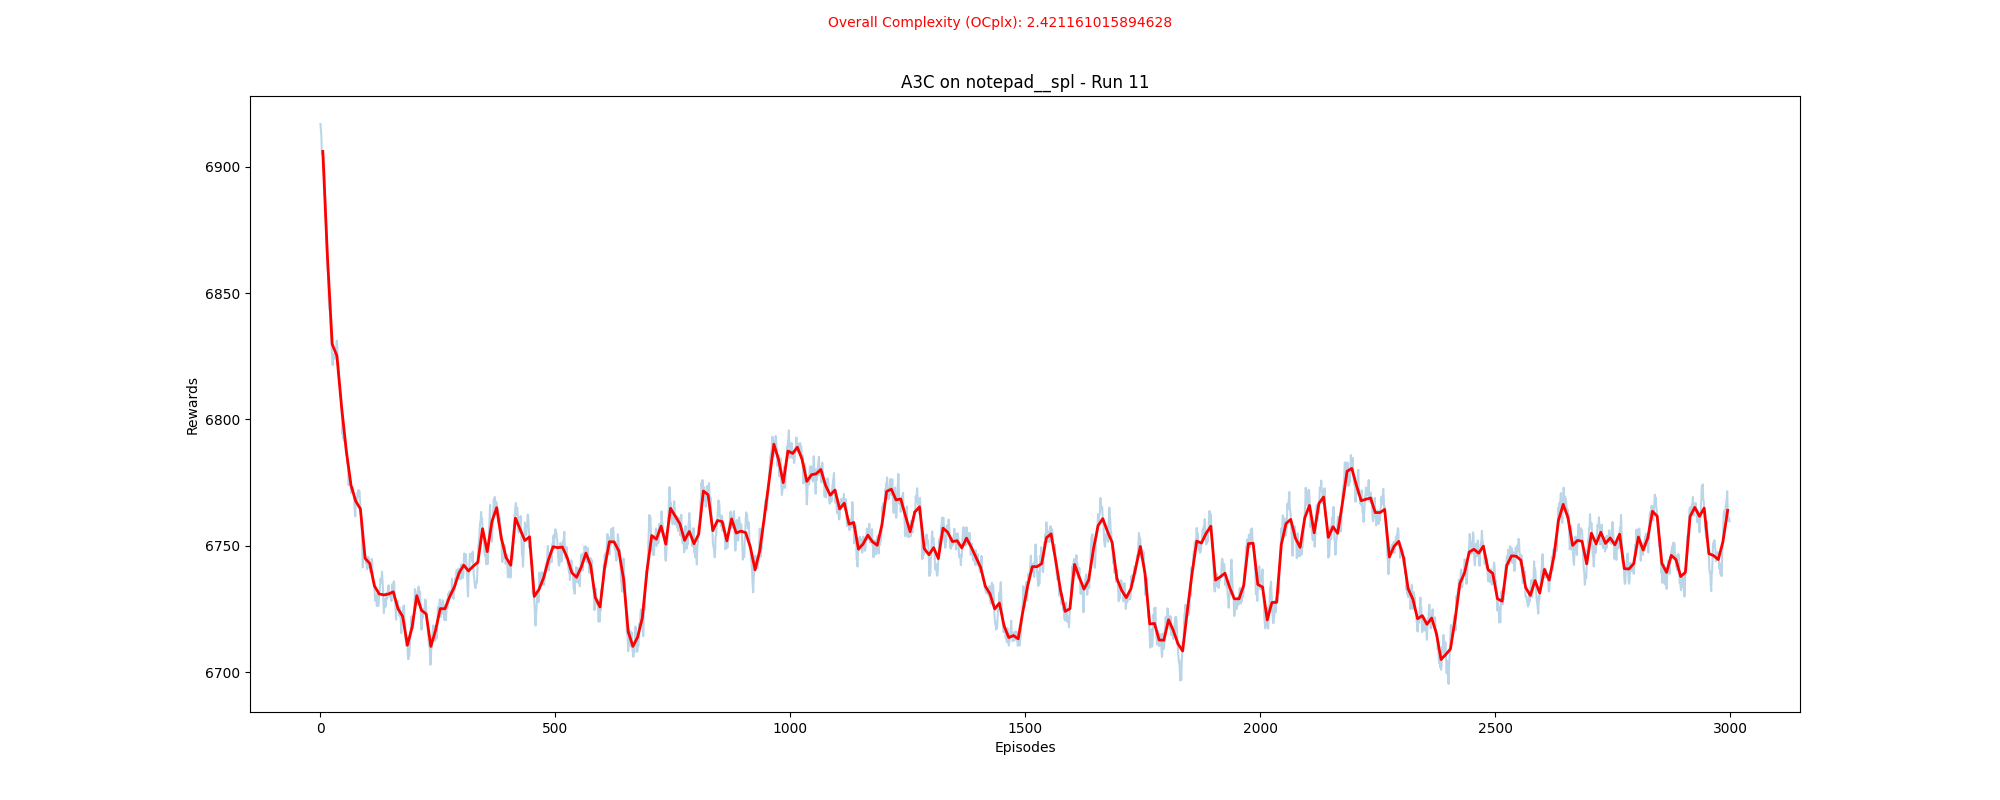 Overall Complexity (OCplx): 2.421161015894628
A3C on notepad__spl - Run 11
6900
6850
6800
6750
6700
Rewards
0 500 1000 1500 2000 2500 3000
Episodes